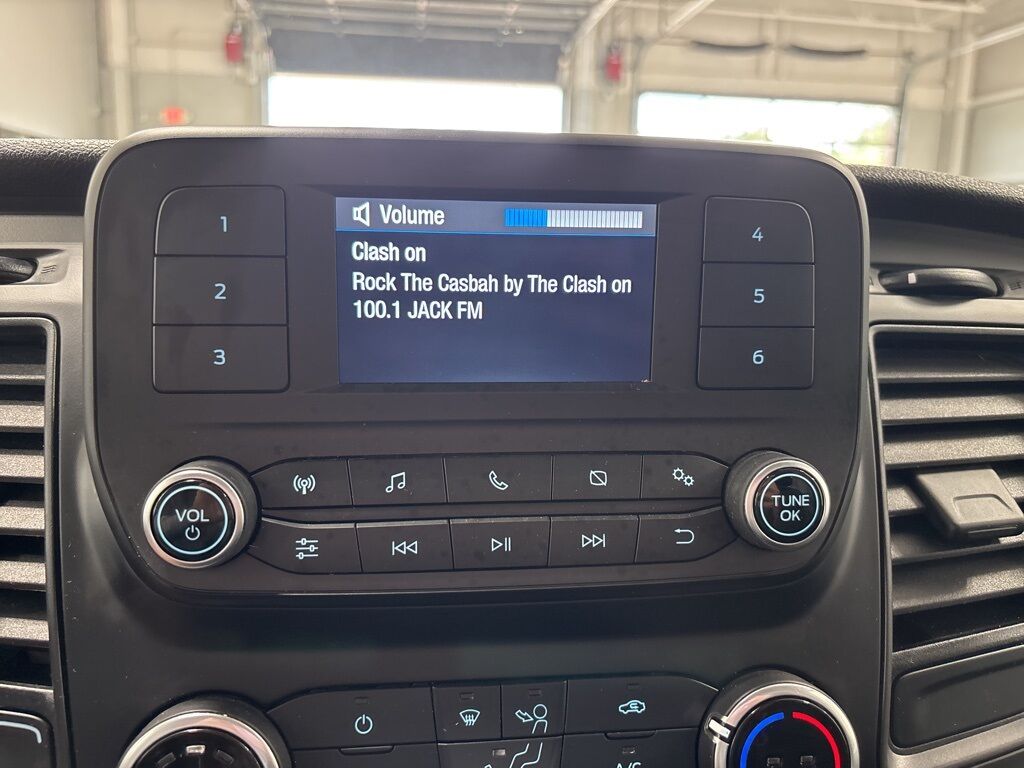 Volume
Clash on
Rock The Casbah by The Clash on
100.1 JACK FM
1
2
3
4
5
6
VOL
TUNE
OK
A/C